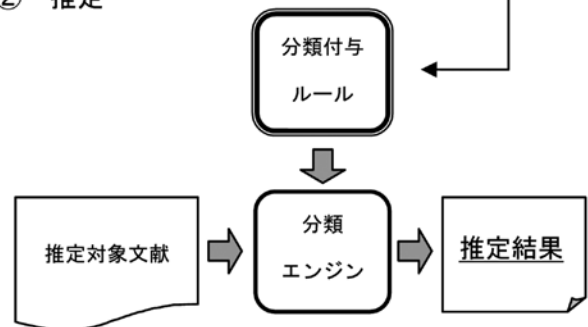 ② 推定
分類付与
ルール
推定対象文献
分類
エンジン
推定結果